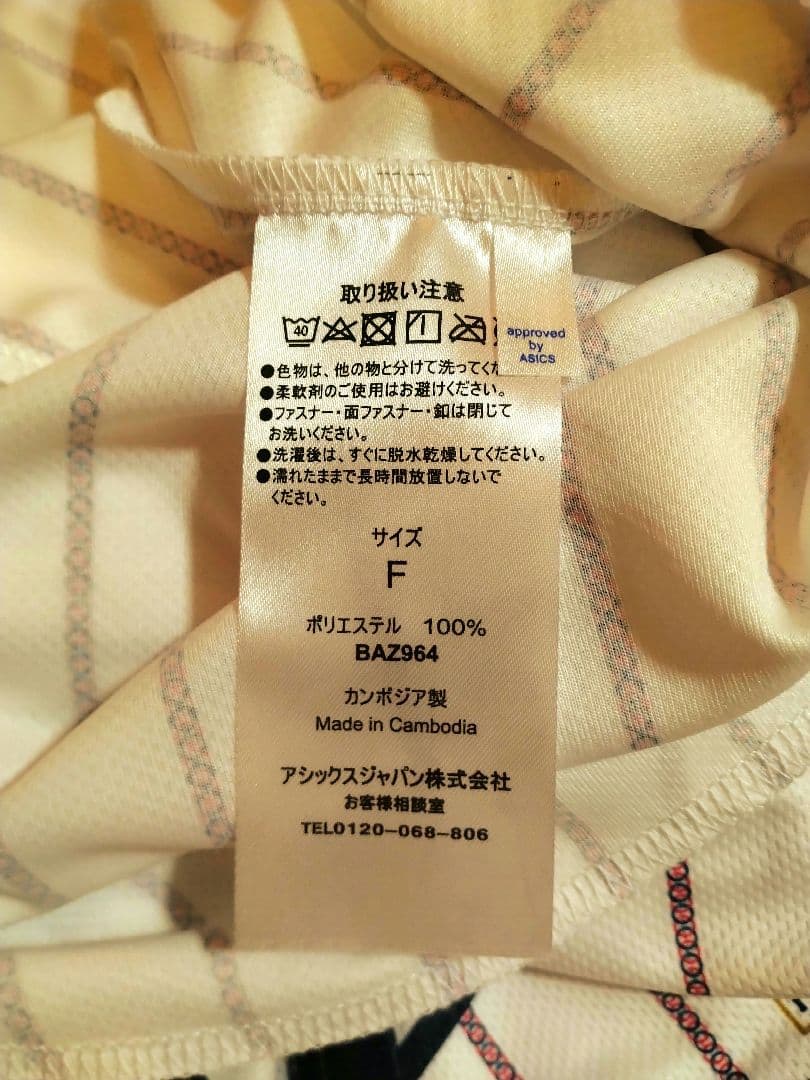 取り扱い注意
40
approved
by
ASICS
●色物は、他の物と分けて洗ってくだ
●柔軟剤のご使用はお避けください。
●ファスナー・面ファスナー・釦は閉じて
お洗いください。
●洗濯後は、すぐに脱水乾燥してください。
●濡れたままで長時間放置しないで
ください。
サイズ
F
ポリエステル 100%
BAZ964
カンボジア製
Made in Cambodia
アシックスジャパン株式会社
お客様相談室
TEL0120-068-806